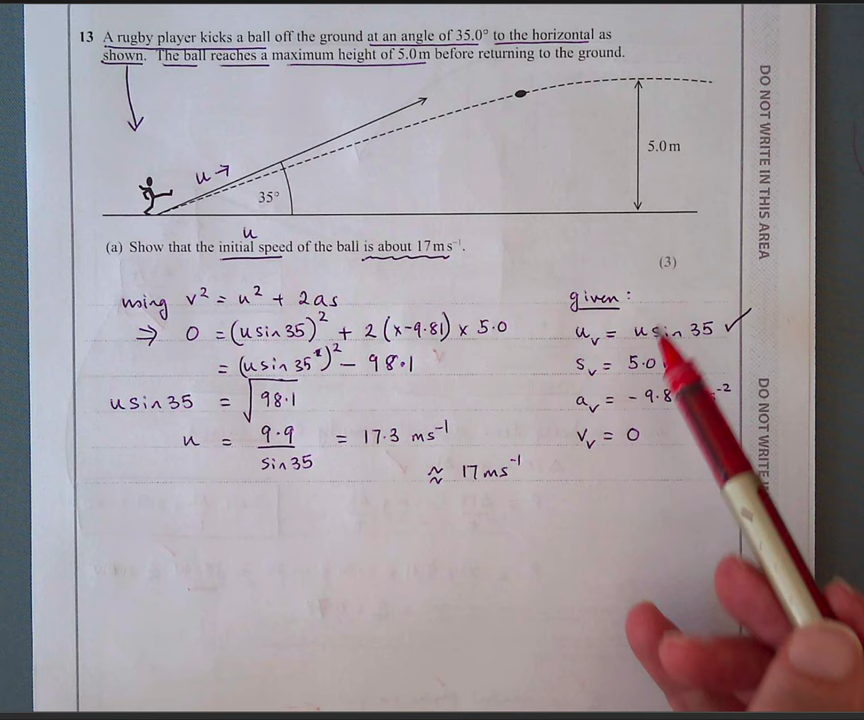 13 A rugby player kicks a ball off the ground at an angle of 35.0° to the horizontal as
shown. The ball reaches a maximum height of 5.0 m before returning to the ground.
u →
35°
5.0 m
u
(a) Show that the initial speed of the ball is about 17 m s⁻¹.
(3)
using v² = u² + 2as
⇒ 0 = (u sin 35)² + 2 (x-9.81) x 5.0
= (u sin 35)² - 98.1
u sin 35 = √98.1
u = 9.9 / sin 35 = 17.3 ms⁻¹
≈ 17 ms⁻¹
given:
u_v = u sin 35 ✓
s_v = 5.0
a_v = - 9.8 ⁻²
v_v = 0
DO NOT WRITE IN THIS AREA
DO NOT WRITE